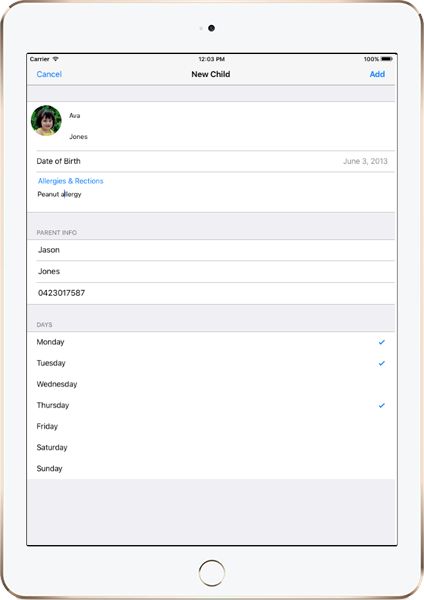 Carrier 12:03 PM 100%
Cancel New Child Add
Ava
Jones
Date of Birth June 3, 2013
Allergies & Rections
Peanut allergy
PARENT INFO
Jason
Jones
0423017587
DAYS
Monday
Tuesday
Wednesday
Thursday
Friday
Saturday
Sunday